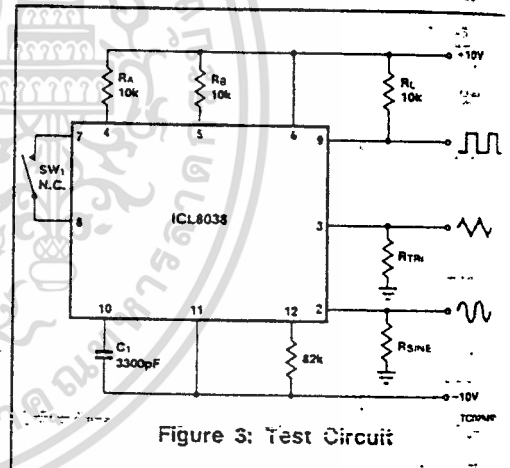 +10V
RA
10k
RB
10k
RL
10k
7
4
5
6
9
SW1
N.C.
8
ICL8038
3
RTRI
10
11
12
2
C1
3300pF
82k
RSINE
-10V
Figure 3: Test Circuit